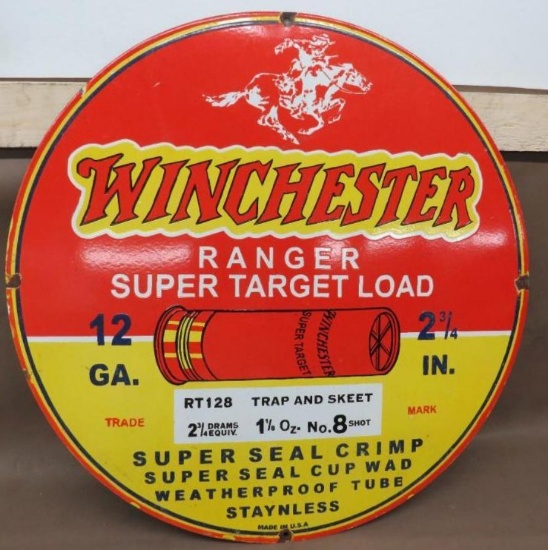 WINCHESTER
RANGER
SUPER TARGET LOAD
12 GA.
SUPER TARGET
WINCHESTER
2 3/4 IN.
RT128 TRAP AND SKEET
2 3/4 DRAMS EQUIV. 1 1/8 Oz. No. 8 SHOT
TRADE MARK
SUPER SEAL CRIMP
SUPER SEAL CUP WAD
WEATHERPROOF TUBE
STAYNLESS
MADE IN U.S.A